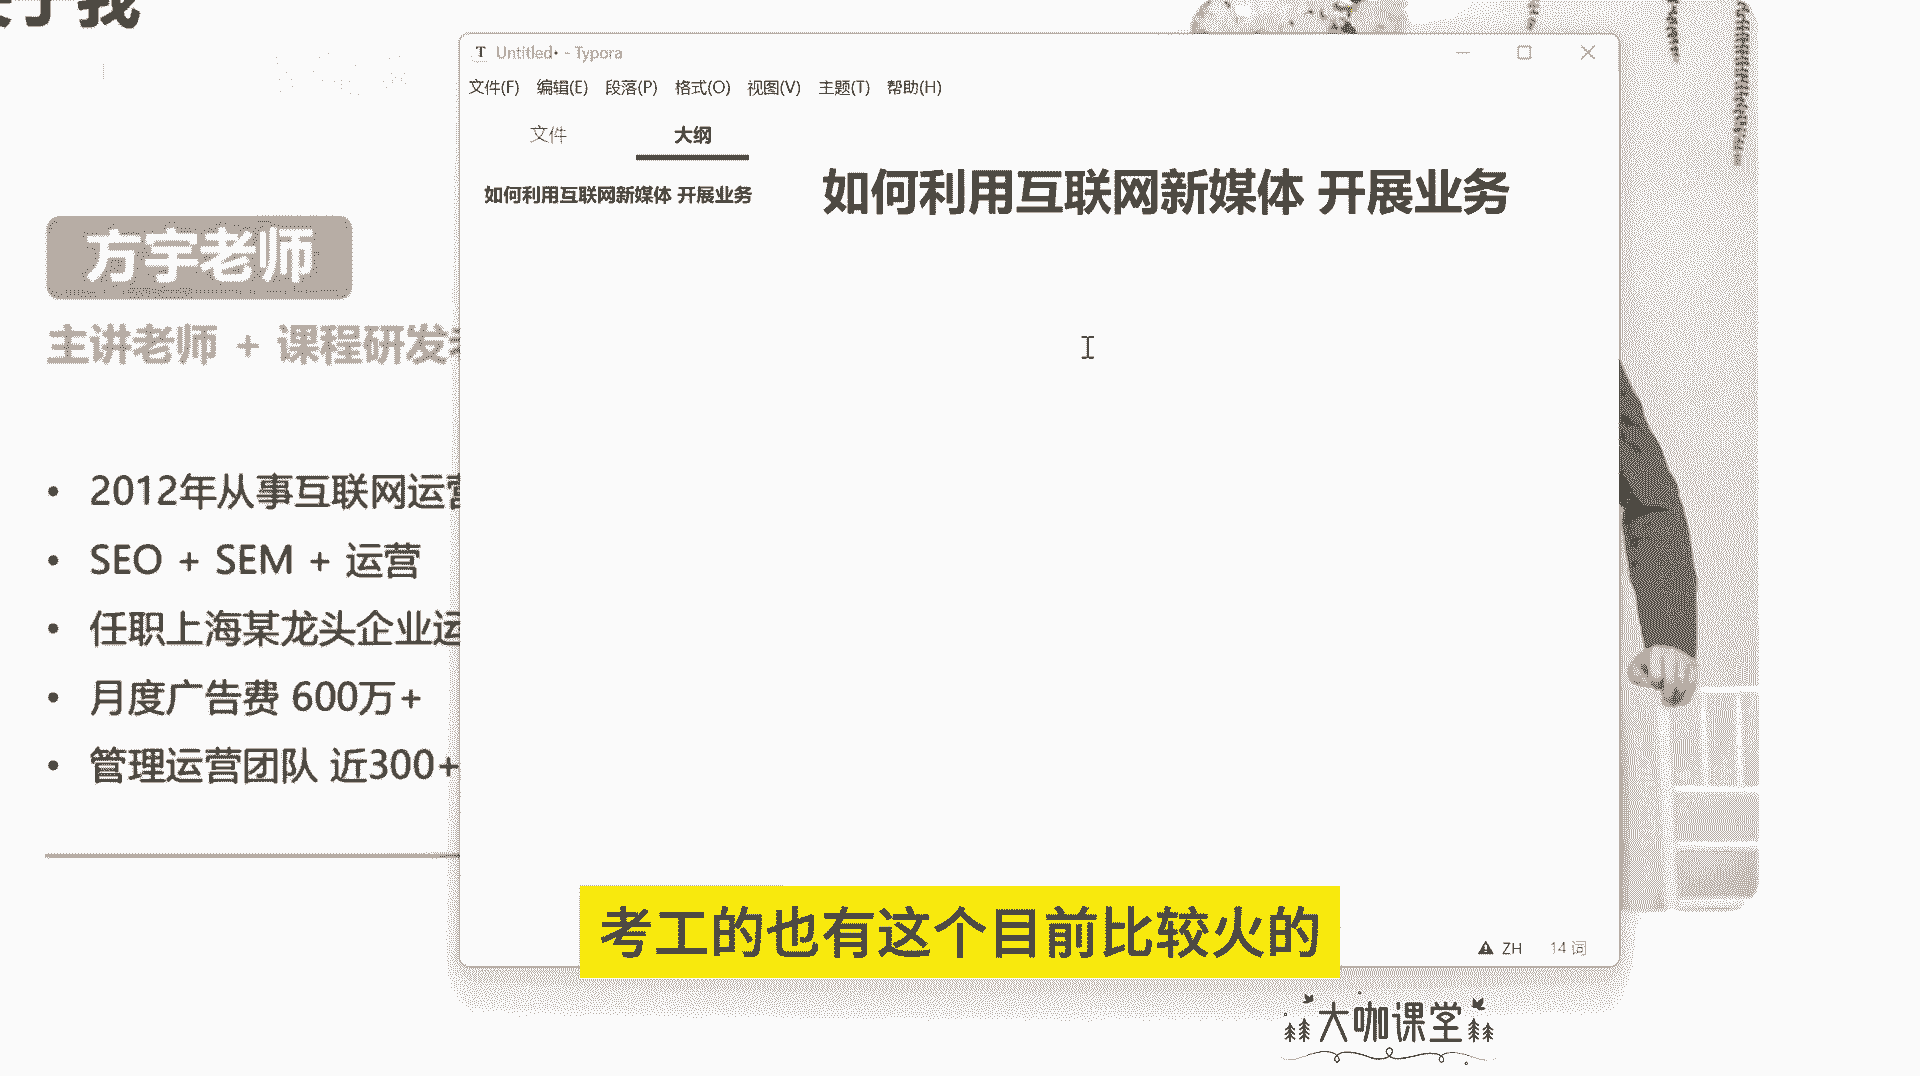 我
方宇老师
主讲老师 + 课程研发
• 2012年从事互联网运营
• SEO + SEM + 运营
• 任职上海某龙头企业运
• 月度广告费 600万+
• 管理运营团队 近300+
T Untitled• - Typora
文件(F) 编辑(E) 段落(P) 格式(O) 视图(V) 主题(T) 帮助(H)
文件 大纲
如何利用互联网新媒体 开展业务
如何利用互联网新媒体 开展业务
ZH 14 词
考工的也有这个目前比较火的
大咖课堂